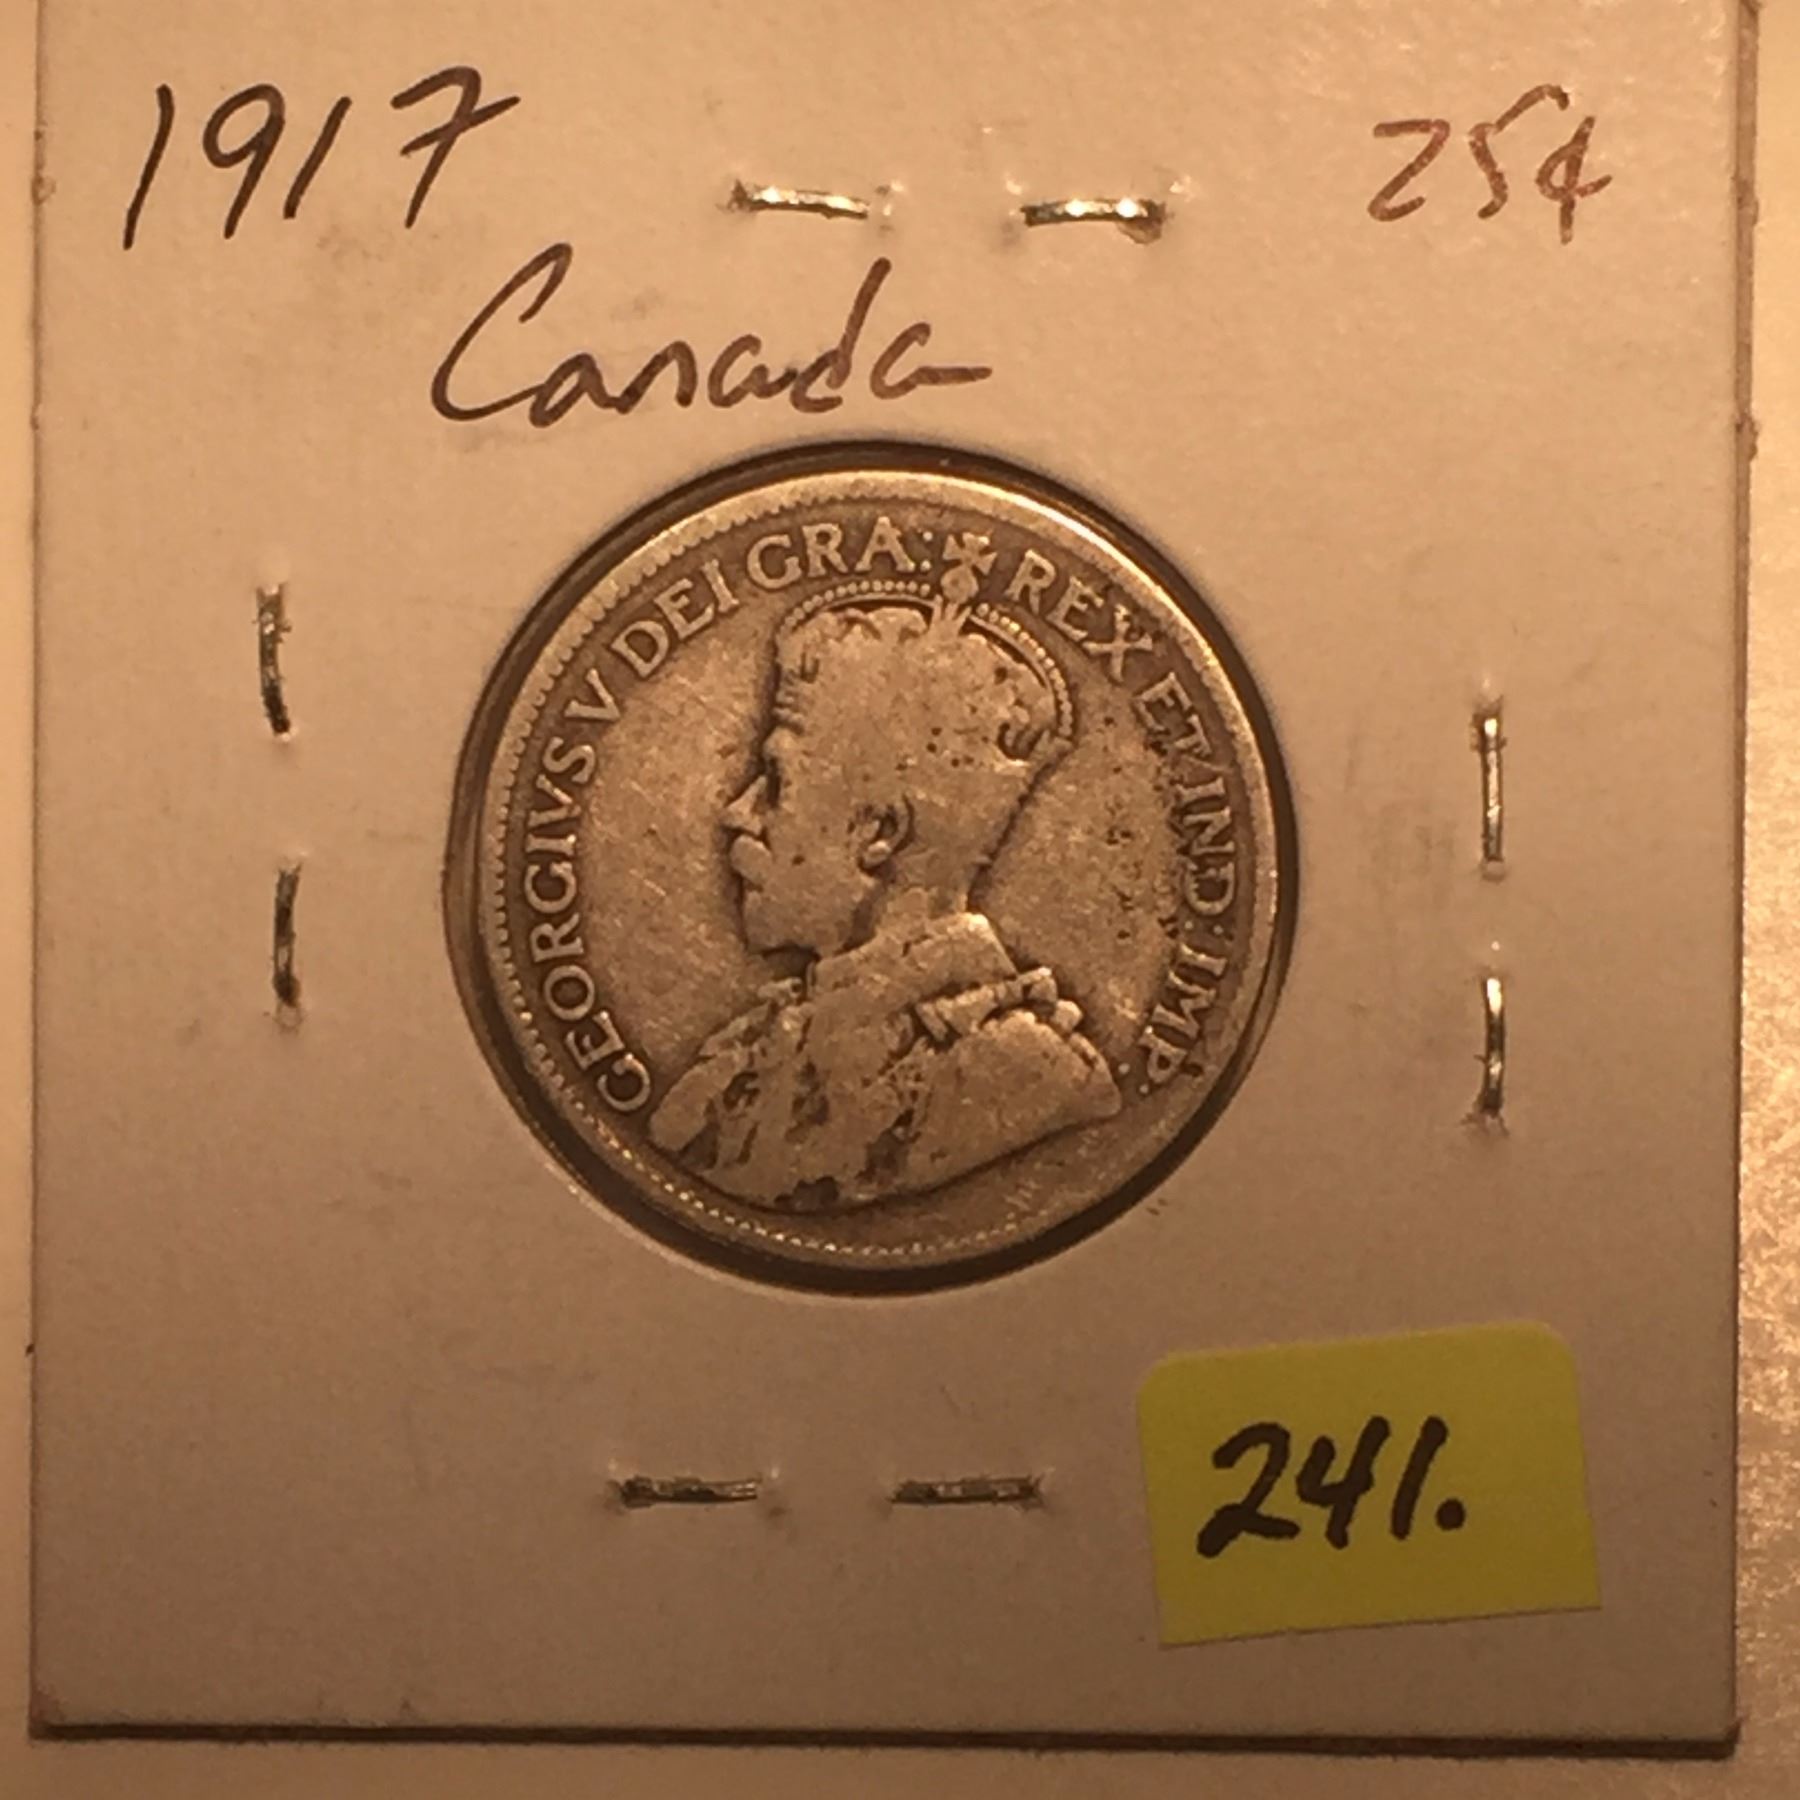 1917 25¢
Canada
GEORGIVS V DEI GRA: REX ET IND: IMP:
241.